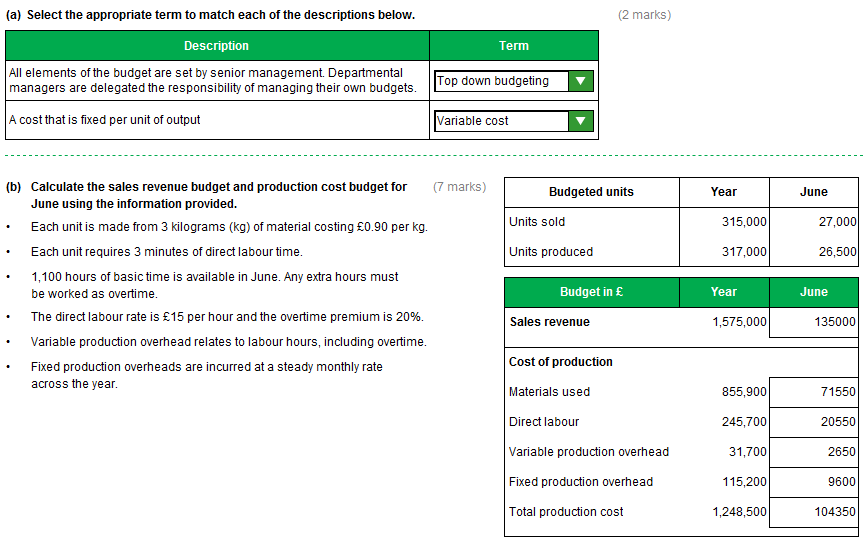 (a) Select the appropriate term to match each of the descriptions below. (2 marks)
Description Term
All elements of the budget are set by senior management. Departmental
managers are delegated the responsibility of managing their own budgets.
Top down budgeting
A cost that is fixed per unit of output Variable cost
(b) Calculate the sales revenue budget and production cost budget for (7 marks)
June using the information provided.
• Each unit is made from 3 kilograms (kg) of material costing £0.90 per kg.
• Each unit requires 3 minutes of direct labour time.
• 1,100 hours of basic time is available in June. Any extra hours must
be worked as overtime.
• The direct labour rate is £15 per hour and the overtime premium is 20%.
• Variable production overhead relates to labour hours, including overtime.
• Fixed production overheads are incurred at a steady monthly rate
across the year.
Budgeted units Year June
Units sold 315,000 27,000
Units produced 317,000 26,500
Budget in £ Year June
Sales revenue 1,575,000 135000
Cost of production
Materials used 855,900 71550
Direct labour 245,700 20550
Variable production overhead 31,700 2650
Fixed production overhead 115,200 9600
Total production cost 1,248,500 104350